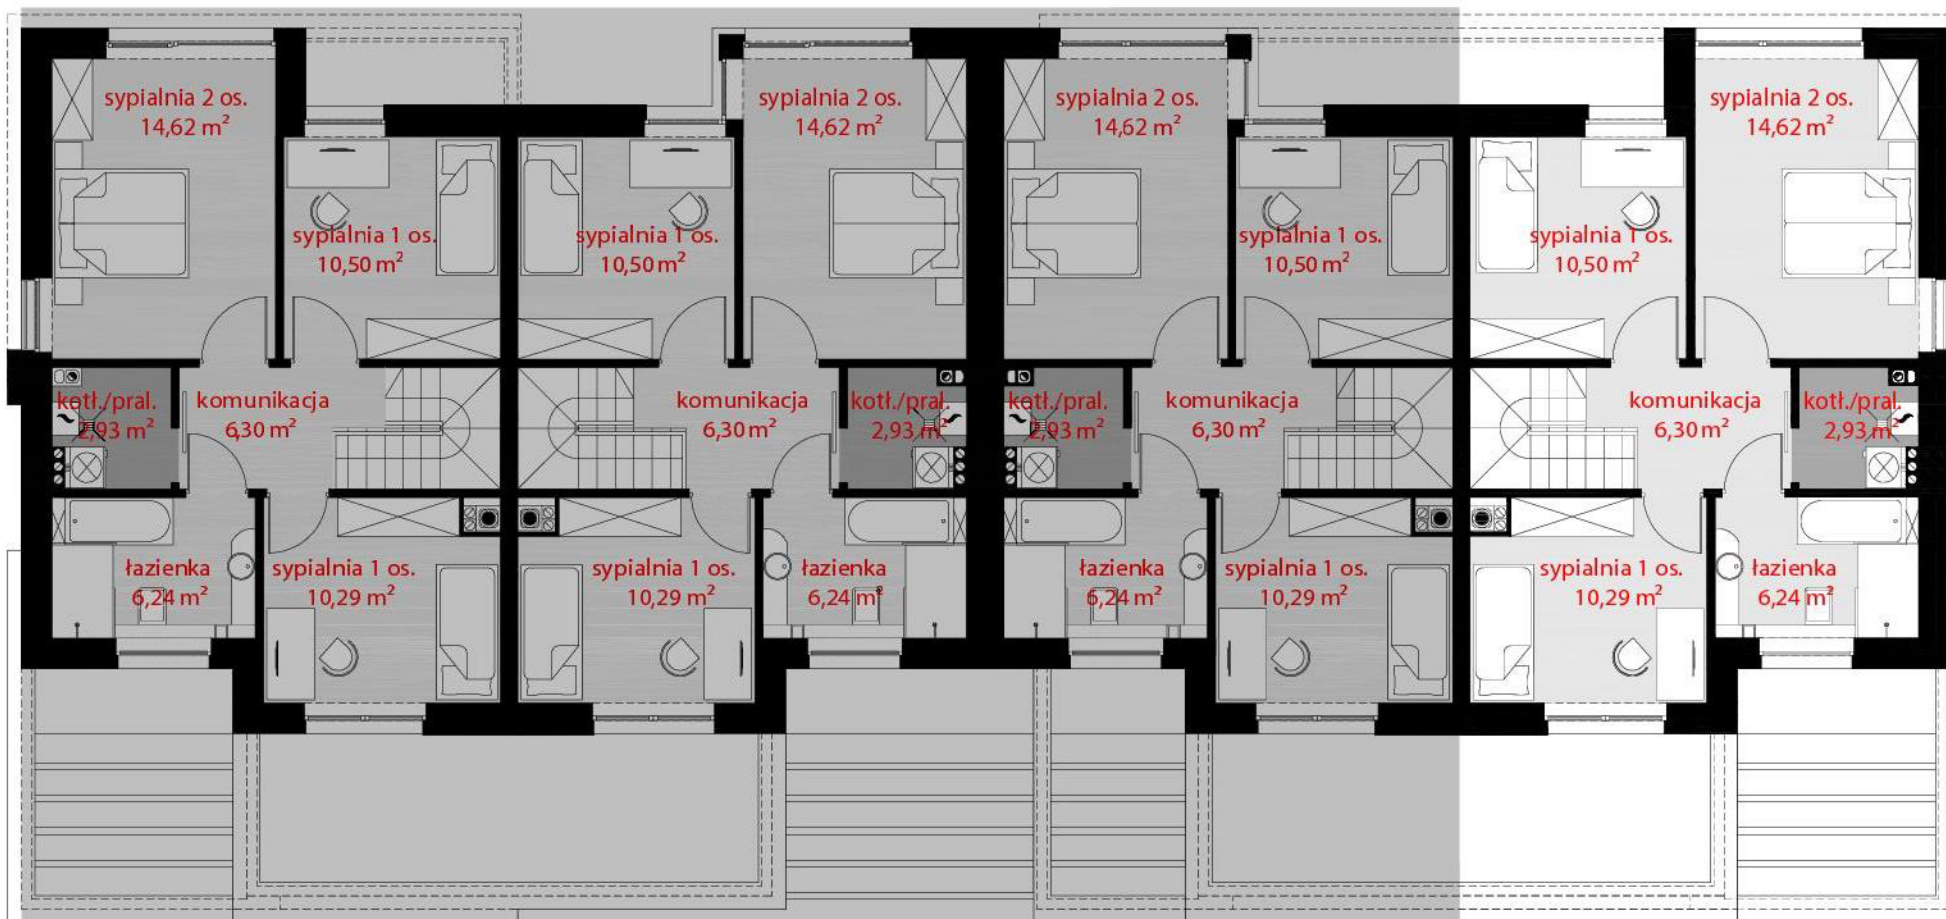 sypialnia 2 os.
14,62 m²
sypialnia 2 os.
14,62 m²
sypialnia 2 os.
14,62 m²
sypialnia 2 os.
14,62 m²
sypialnia 1 os.
10,50 m²
sypialnia 1 os.
10,50 m²
sypialnia 1 os.
10,50 m²
sypialnia 1 os.
10,50 m²
kotł./pral.
2,93 m²
komunikacja
6,30 m²
komunikacja
6,30 m²
kotł./pral.
2,93 m²
kotł./pral.
2,93 m²
komunikacja
6,30 m²
komunikacja
6,30 m²
kotł./pral.
2,93 m²
łazienka
6,24 m²
sypialnia 1 os.
10,29 m²
sypialnia 1 os.
10,29 m²
łazienka
6,24 m²
łazienka
6,24 m²
sypialnia 1 os.
10,29 m²
sypialnia 1 os.
10,29 m²
łazienka
6,24 m²